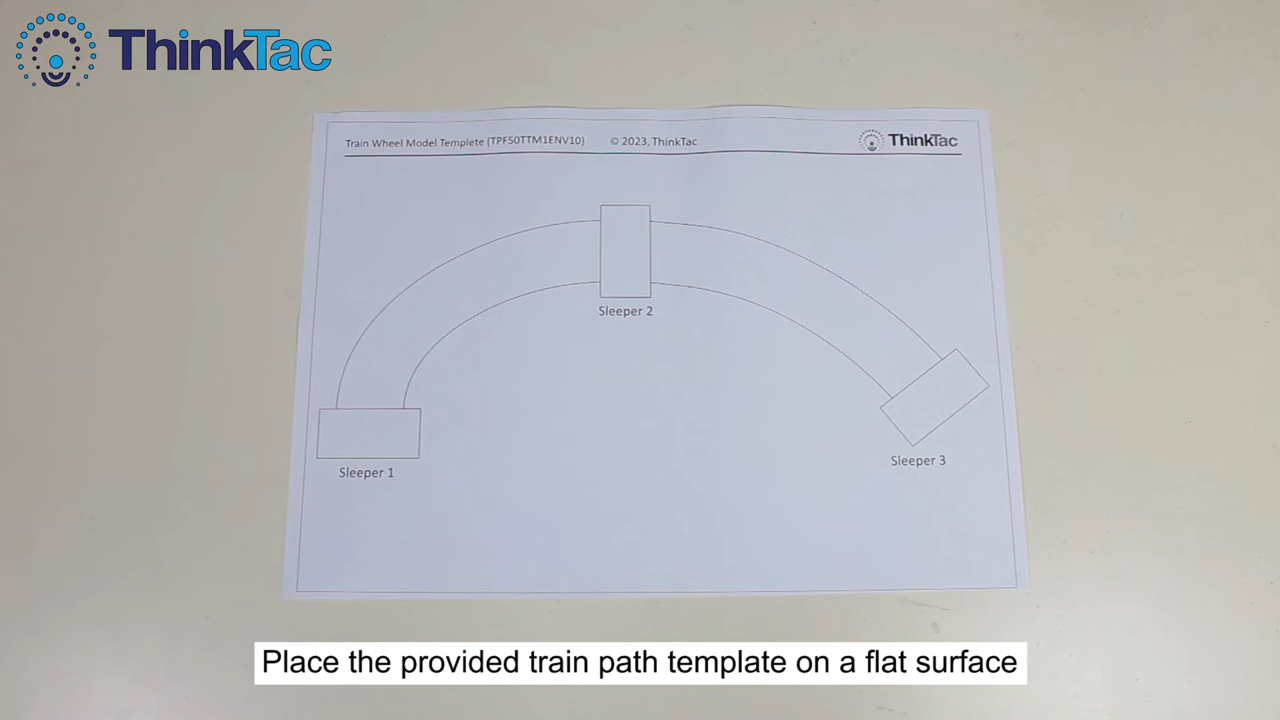 ThinkTac
Train Wheel Model Templete (TPF50TTM1ENV10) © 2023, ThinkTac
ThinkTac
Sleeper 2
Sleeper 1
Sleeper 3
Place the provided train path template on a flat surface